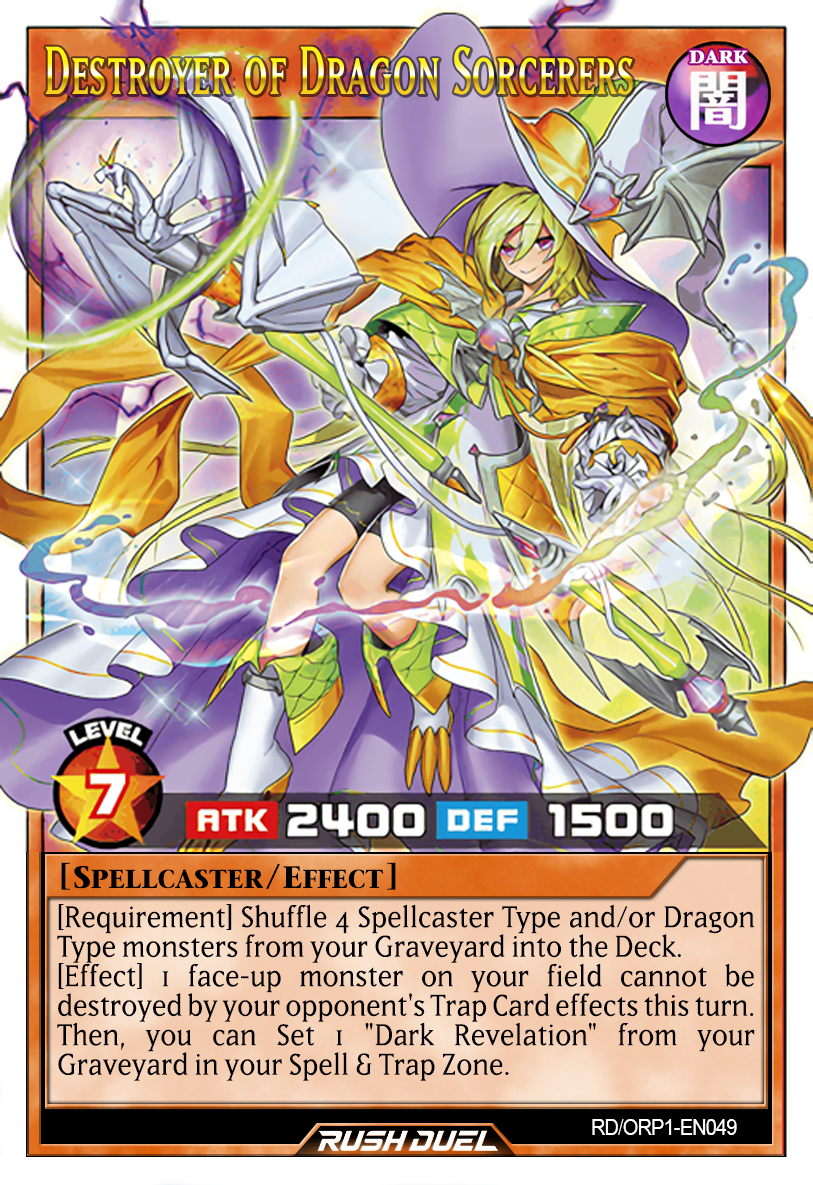 Destroyer of Dragon Sorcerers
DARK
闇
LEVEL
7
ATK 2400 DEF 1500
[Spellcaster/Effect]
[Requirement] Shuffle 4 Spellcaster Type and/or Dragon
Type monsters from your Graveyard into the Deck.
[Effect] 1 face-up monster on your field cannot be
destroyed by your opponent's Trap Card effects this turn.
Then, you can Set 1 "Dark Revelation" from your
Graveyard in your Spell & Trap Zone.
RD/ORP1-EN049
RUSH DUEL